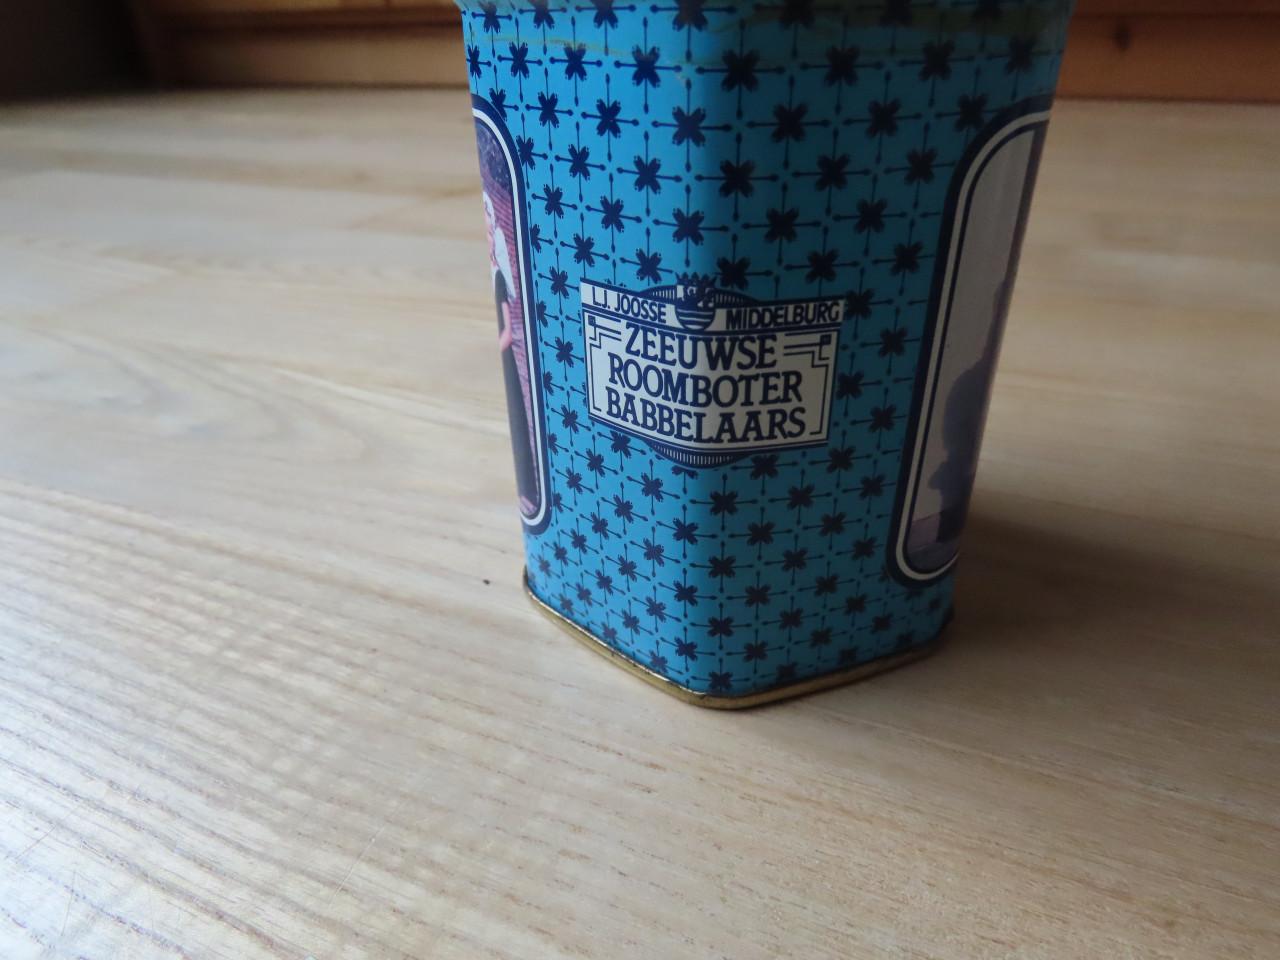 L.J. JOOSSE MIDDELBURG
ZEEUWSE
ROOMBOTER
BABBELAARS